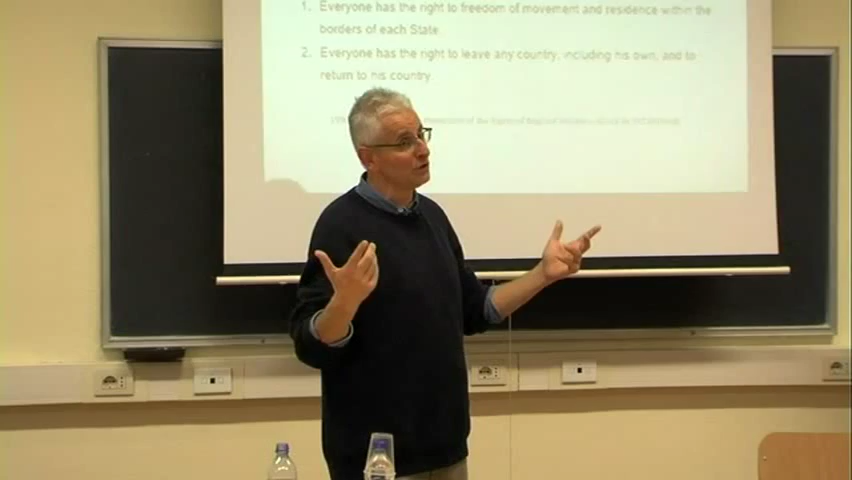 1. Everyone has the right to freedom of movement and residence within the
borders of each State.
2. Everyone has the right to leave any country, including his own, and to
return to his country.